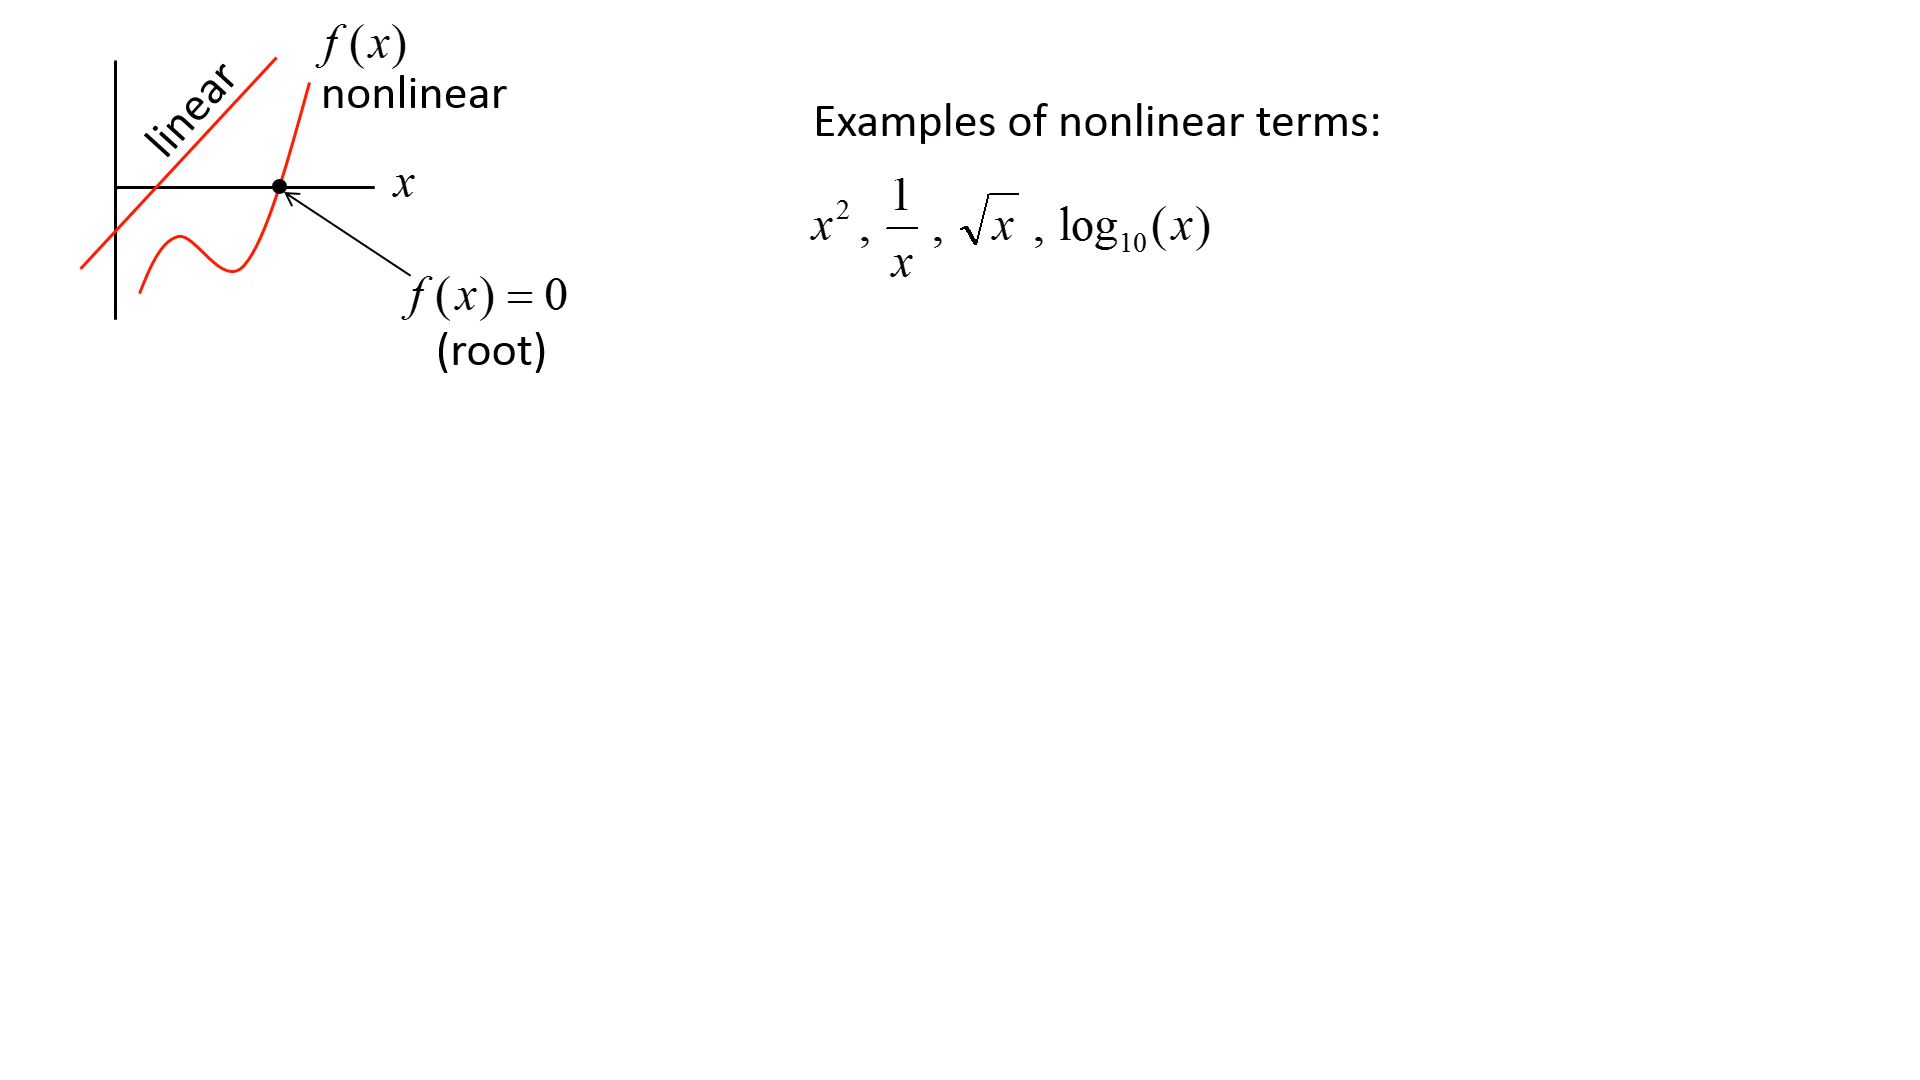 f(x)
nonlinear
linear
x
f(x) = 0
(root)
Examples of nonlinear terms:
x², 1/x, √x, log₁₀(x)